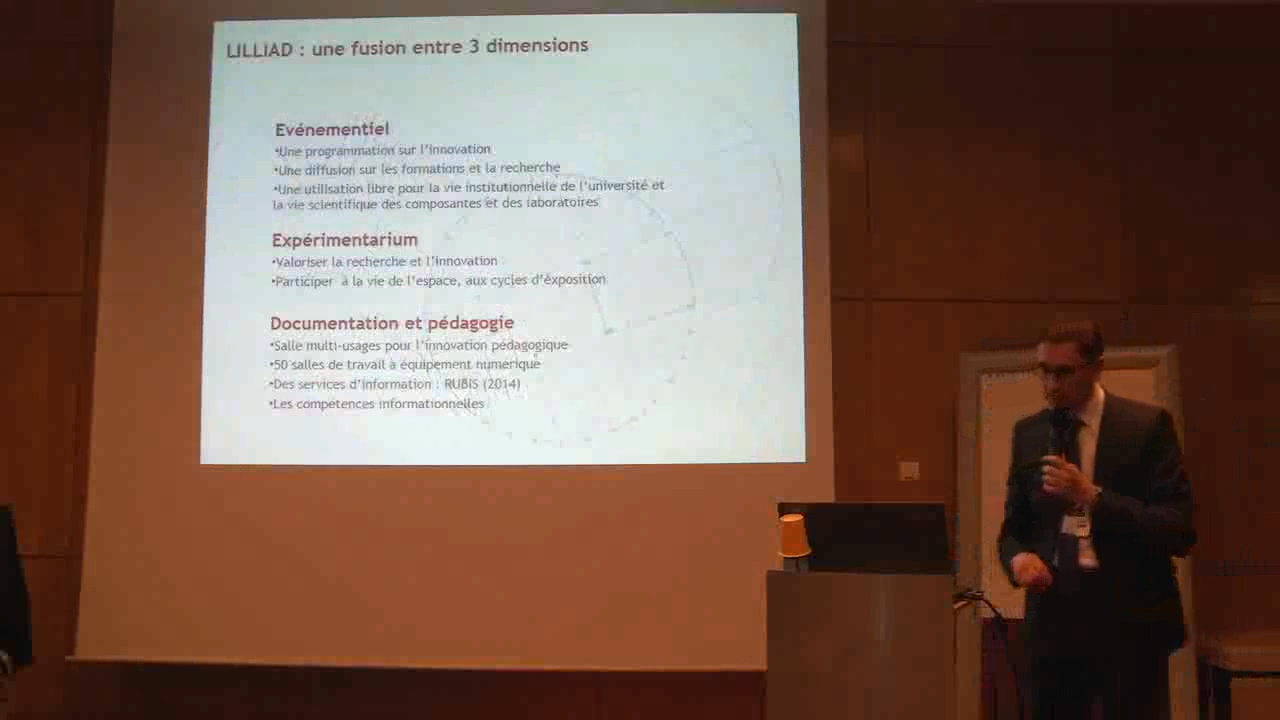 LILLIAD : une fusion entre 3 dimensions
Evénementiel
•Une programmation sur l'innovation
•Une diffusion sur les formations et la recherche
•Une utilisation libre pour la vie institutionnelle de l'université et
la vie scientifique des composantes et des laboratoires
Expérimentarium
•Valoriser la recherche et l'innovation
•Participer à la vie de l'espace, aux cycles d'éxposition
Documentation et pédagogie
•Salle multi-usages pour l'innovation pédagogique
•50 salles de travail à équipement numérique
•Des services d'information : RUBIS (2014)
•Les compétences informationnelles